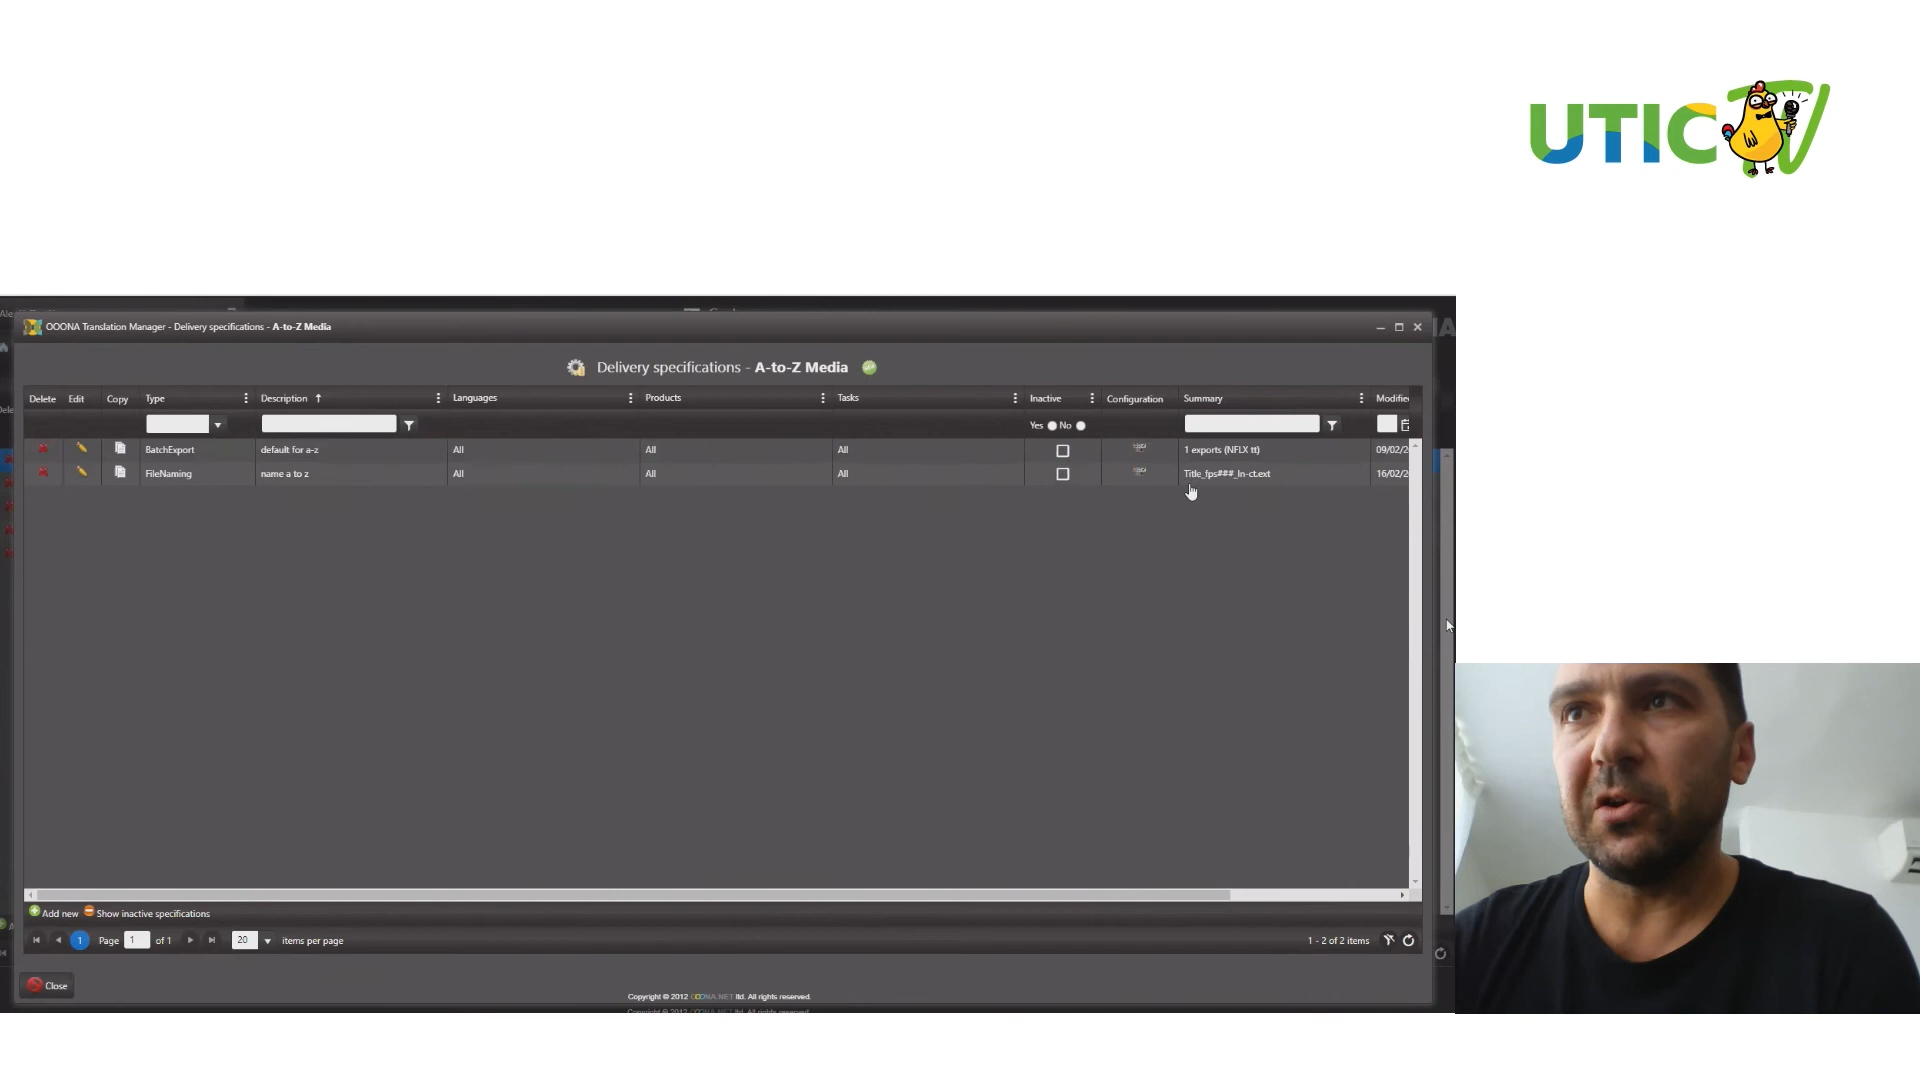 UTIC TV
OOONA Translation Manager - Delivery specifications - A-to-Z Media
Delivery specifications - A-to-Z Media
Delete Edit Copy Type Description Languages Products Tasks Inactive Configuration Summary
Yes No
BatchExport default for a-z All All All 1 exports (NFLX tt) 09/02/2
FileNaming name a to z All All All Title_fps###_ln-ct.ext 16/02/2
Add new Show inactive specifications
1 Page 1 of 1 20 items per page 1 - 2 of 2 items
Close
Copyright © 2012 OOONA.NET ltd. All rights reserved.